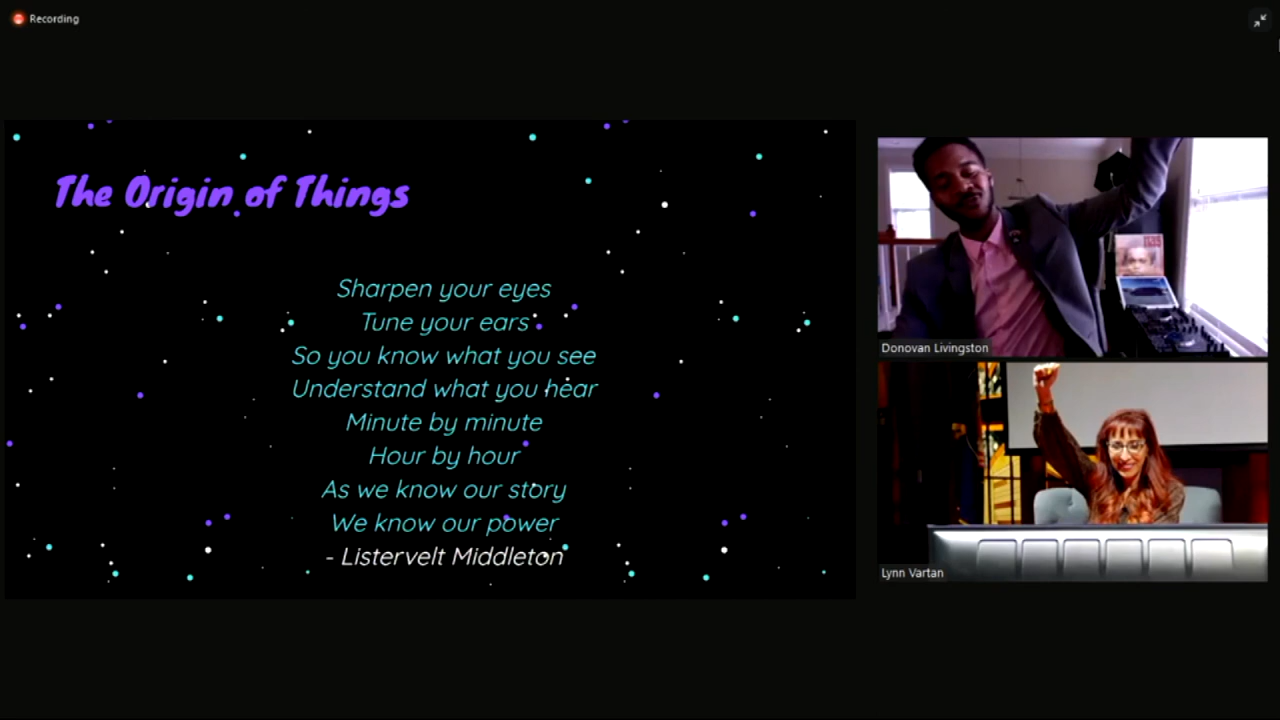 Recording
The Origin of Things
Sharpen your eyes
Tune your ears
So you know what you see
Understand what you hear
Minute by minute
Hour by hour
As we know our story
We know our power
- Listervelt Middleton
Donovan Livingston
Lynn Vartan